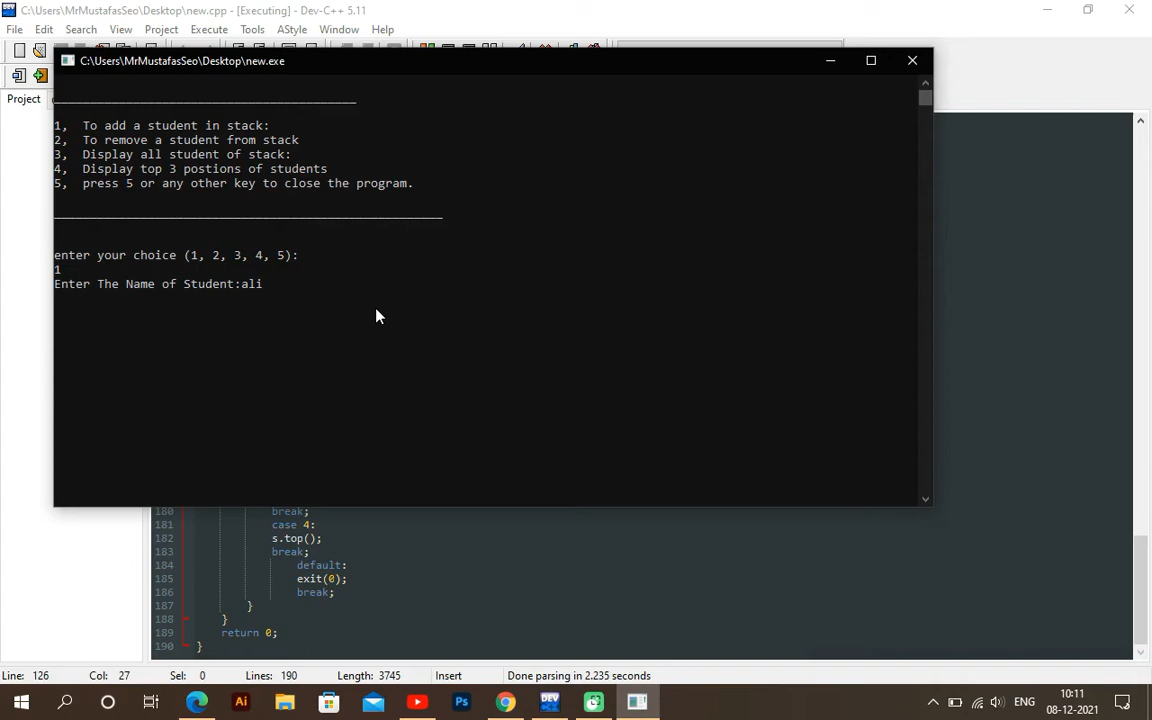 C:\Users\MrMustafasSeo\Desktop\new.cpp - [Executing] - Dev-C++ 5.11
File Edit Search View Project Execute Tools AStyle Window Help
C:\Users\MrMustafasSeo\Desktop\new.exe
Project
1, To add a student in stack:
2, To remove a student from stack
3, Display all student of stack:
4, Display top 3 postions of students
5, press 5 or any other key to close the program.
enter your choice (1, 2, 3, 4, 5):
1
Enter The Name of Student:ali
180 break;
181 case 4:
182 s.top();
183 break;
184 default:
185 exit(0);
186 break;
187 }
188 }
189 return 0;
190 }
Line: 126 Col: 27 Sel: 0 Lines: 190 Length: 3745 Insert Done parsing in 2.235 seconds
Ai Ps DEV ENG 10:11
08-12-2021